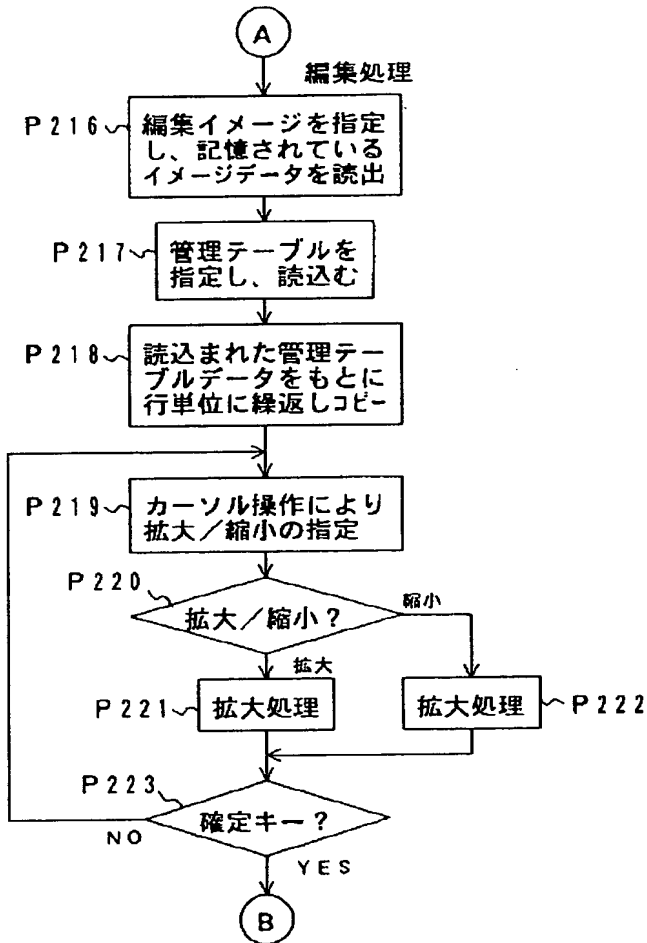 A
編集処理
P216
編集イメージを指定
し、記憶されている
イメージデータを読出
P217
管理テーブルを
指定し、読込む
P218
読込まれた管理テー
ブルデータをもとに
行単位に繰返しコピー
P219
カーソル操作により
拡大／縮小の指定
P220
拡大／縮小？
縮小
拡大
P221
拡大処理
拡大処理
P222
P223
確定キー？
NO
YES
B